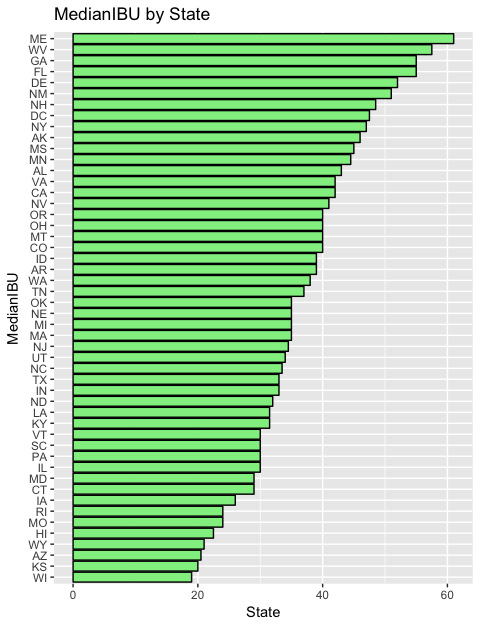 MedianIBU by State
ME
WV
GA
FL
DE
NM
NH
DC
NY
AK
MS
MN
AL
VA
CA
NV
OR
OH
MT
CO
ID
AR
WA
TN
OK
NE
MI
MA
NJ
UT
NC
TX
IN
ND
LA
KY
VT
SC
PA
IL
MD
CT
IA
RI
MO
HI
WY
AZ
KS
WI
MedianIBU
0 20 40 60
State